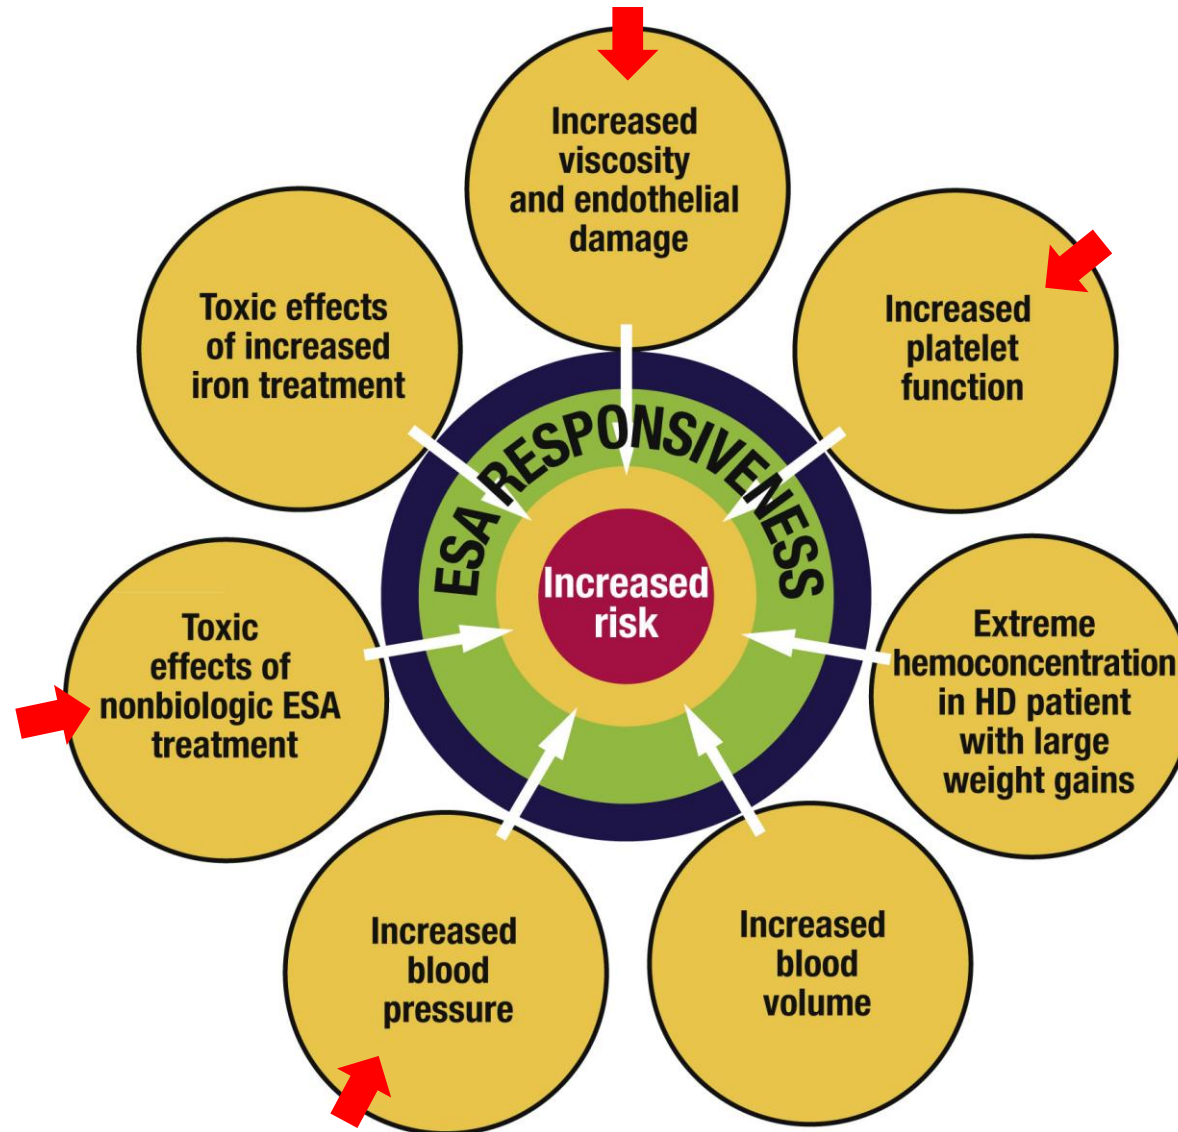 Increased
viscosity
and endothelial
damage
Toxic effects
of increased
iron treatment
Increased
platelet
function
ESA RESPONSIVENESS
Increased
risk
Toxic
effects of
nonbiologic ESA
treatment
Extreme
hemoconcentration
in HD patient
with large
weight gains
Increased
blood
pressure
Increased
blood
volume